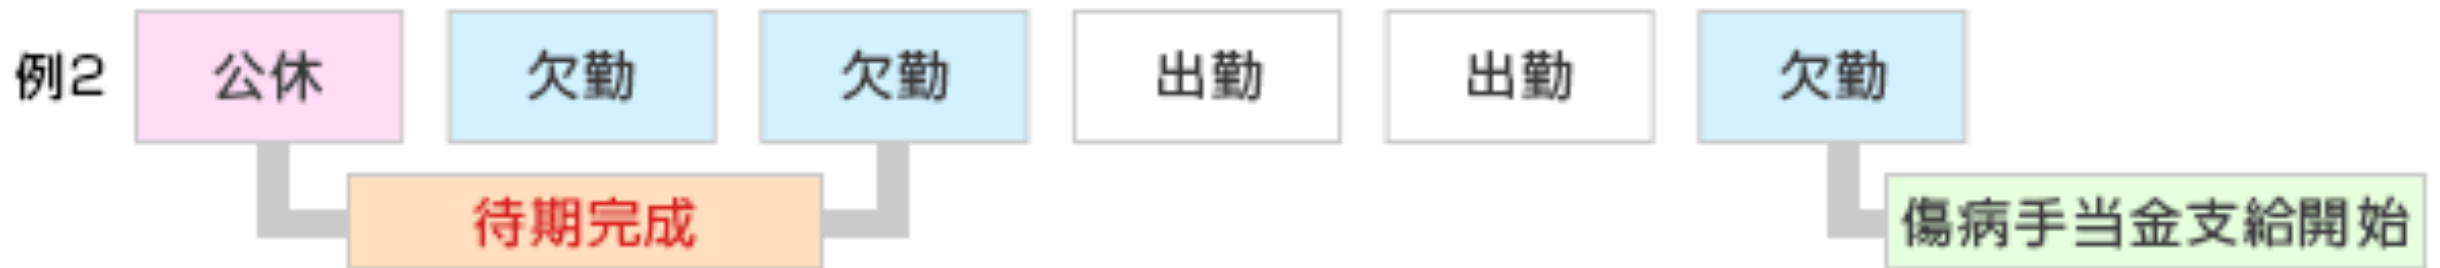 例2 公休 欠勤 欠勤 出勤 出勤 欠勤
待期完成 傷病手当金支給開始